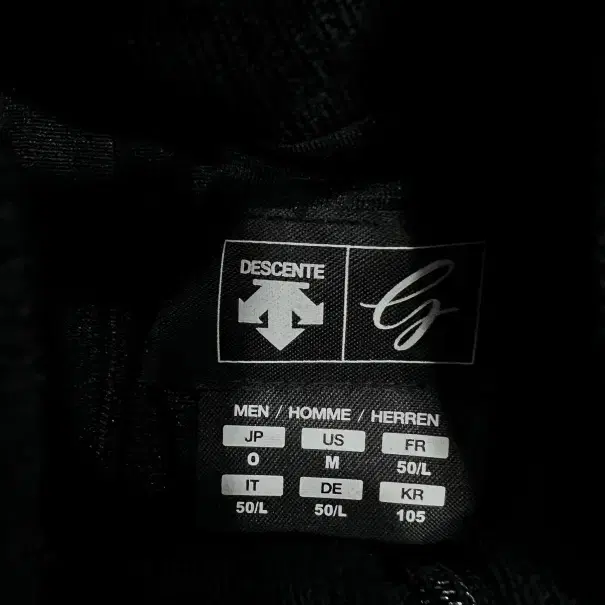 DESCENTE
G
MEN / HOMME / HERREN
JP US FR
O M 50/L
IT DE KR
50/L 50/L 105